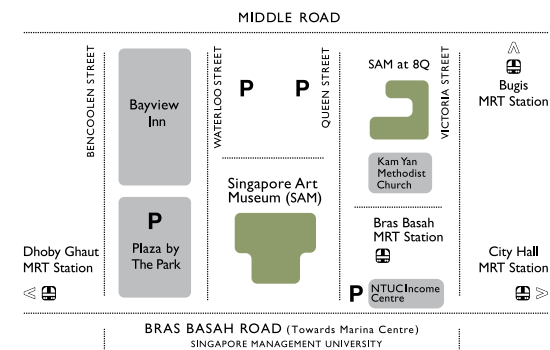 MIDDLE ROAD
BENCOOLEN STREET
Bayview
Inn
WATERLOO STREET
P
P
QUEEN STREET
SAM at 8Q
VICTORIA STREET
Bugis
MRT Station
Kam Yan
Methodist
Church
Singapore Art
Museum (SAM)
P
Plaza by
The Park
Bras Basah
MRT Station
Dhoby Ghaut
MRT Station
City Hall
MRT Station
P
NTUCIncome
Centre
BRAS BASAH ROAD (Towards Marina Centre)
SINGAPORE MANAGEMENT UNIVERSITY